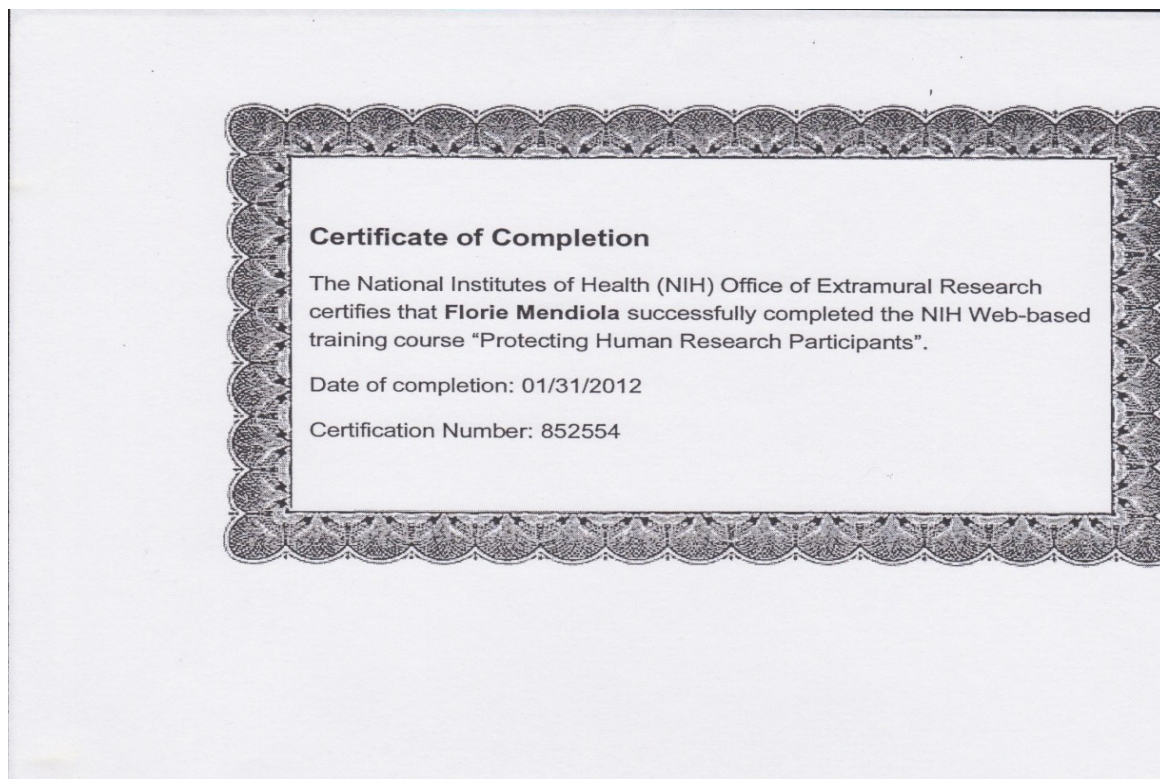 Certificate of Completion
The National Institutes of Health (NIH) Office of Extramural Research
certifies that Florie Mendiola successfully completed the NIH Web-based
training course “Protecting Human Research Participants”.
Date of completion: 01/31/2012
Certification Number: 852554